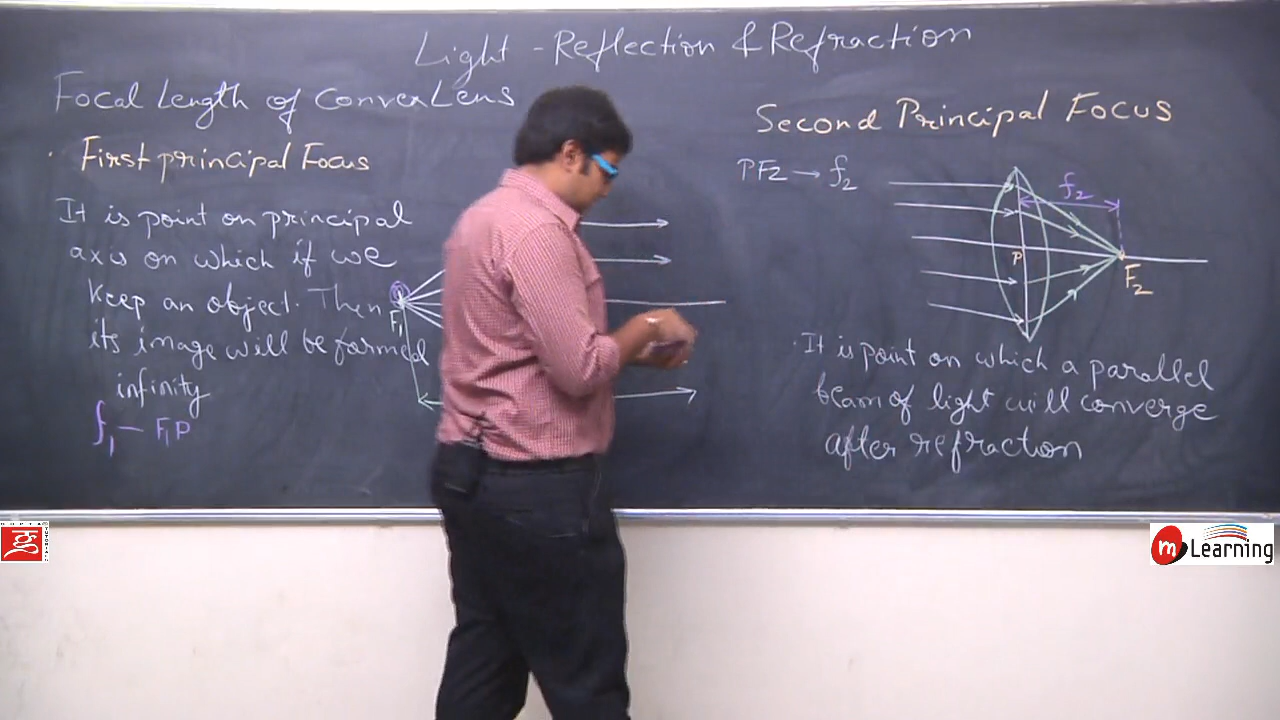 Light - Reflection & Refraction
Focal Length of Convex Lens
· First principal Focus
It is point on principal
axis on which if we
Keep an object. Then
its image will be formed
infinity
f1 — F1P
F1
Second Principal Focus
PF2 → f2
f2
P
F2
· It is point on which a parallel
beam of light will converge
after refraction
GUPTA
TUTORIAL
g
m Learning